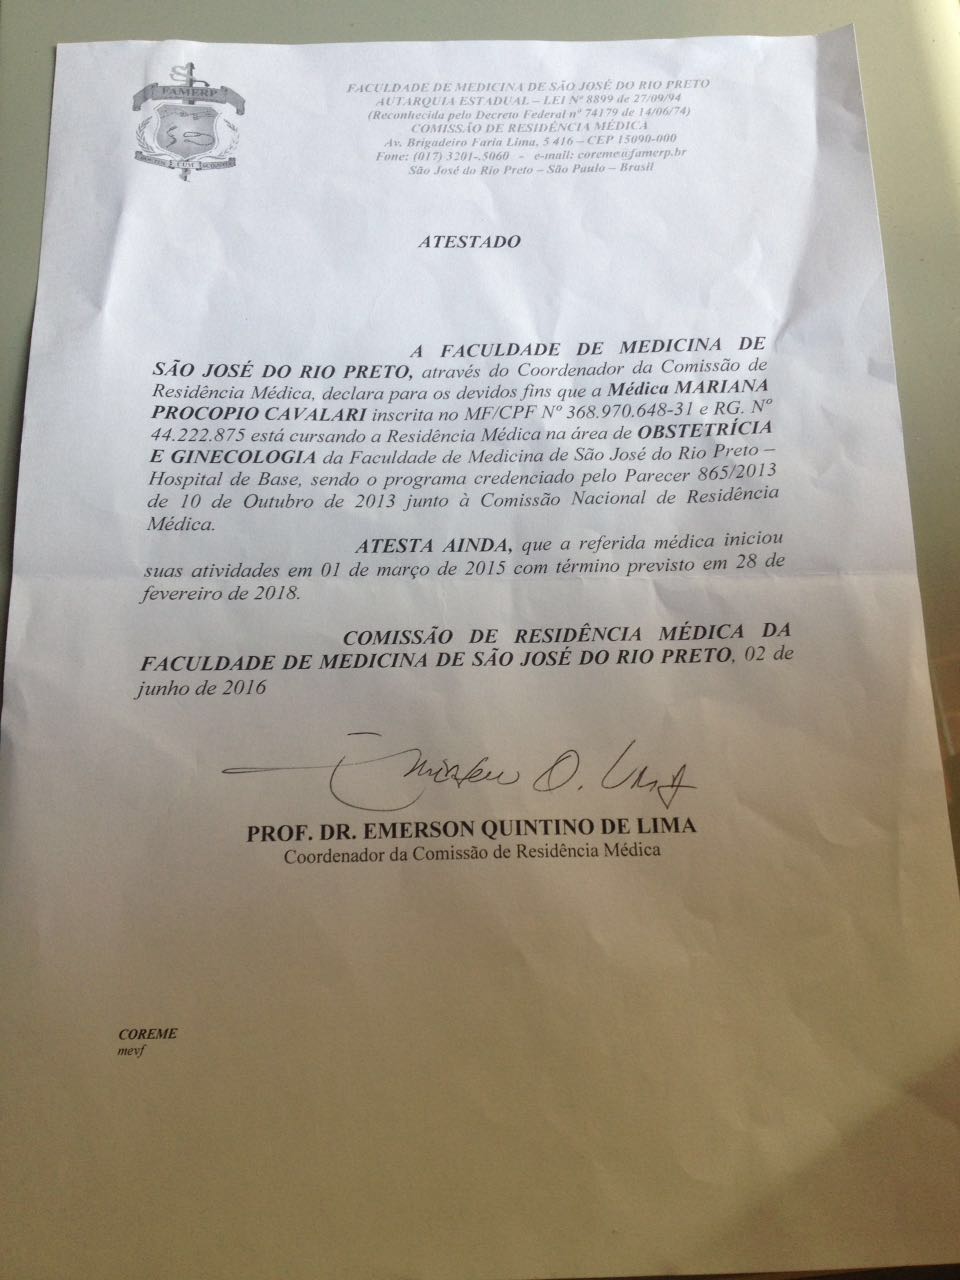 FAMERP
FACULDADE DE MEDICINA DE SÃO JOSÉ DO RIO PRETO
AUTARQUIA ESTADUAL – LEI Nº 8899 de 27/09/94
(Reconhecida pelo Decreto Federal nº 74179 de 14/06/74)
COMISSÃO DE RESIDÊNCIA MÉDICA
Av. Brigadeiro Faria Lima, 5 416 – CEP 15090-000
Fone: (017) 3201-.5060 - e-mail: coreme@famerp.br
São José do Rio Preto – São Paulo – Brasil
ATESTADO
A FACULDADE DE MEDICINA DE
SÃO JOSÉ DO RIO PRETO, através do Coordenador da Comissão de
Residência Médica, declara para os devidos fins que a Médica MARIANA
PROCOPIO CAVALARI inscrita no MF/CPF Nº 368.970.648-31 e RG. Nº
44.222.875 está cursando a Residência Médica na área de OBSTETRÍCIA
E GINECOLOGIA da Faculdade de Medicina de São José do Rio Preto –
Hospital de Base, sendo o programa credenciado pelo Parecer 865/2013
de 10 de Outubro de 2013 junto à Comissão Nacional de Residência
Médica.
ATESTA AINDA, que a referida médica iniciou
suas atividades em 01 de março de 2015 com término previsto em 28 de
fevereiro de 2018.
COMISSÃO DE RESIDÊNCIA MÉDICA DA
FACULDADE DE MEDICINA DE SÃO JOSÉ DO RIO PRETO, 02 de
junho de 2016
PROF. DR. EMERSON QUINTINO DE LIMA
Coordenador da Comissão de Residência Médica
COREME
mevf